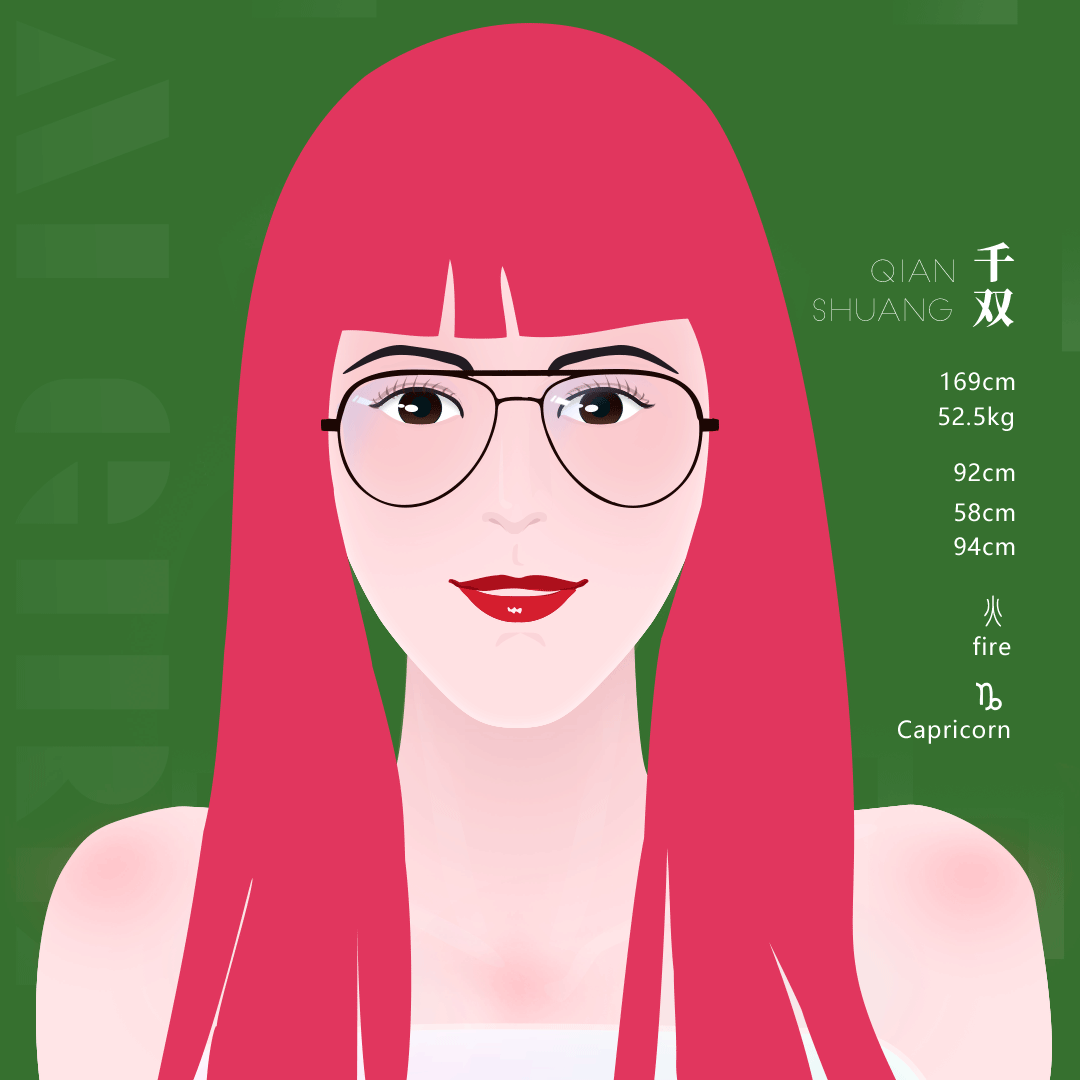 QIAN 千
SHUANG 双
169cm
52.5kg
92cm
58cm
94cm
火
fire
♑
Capricorn